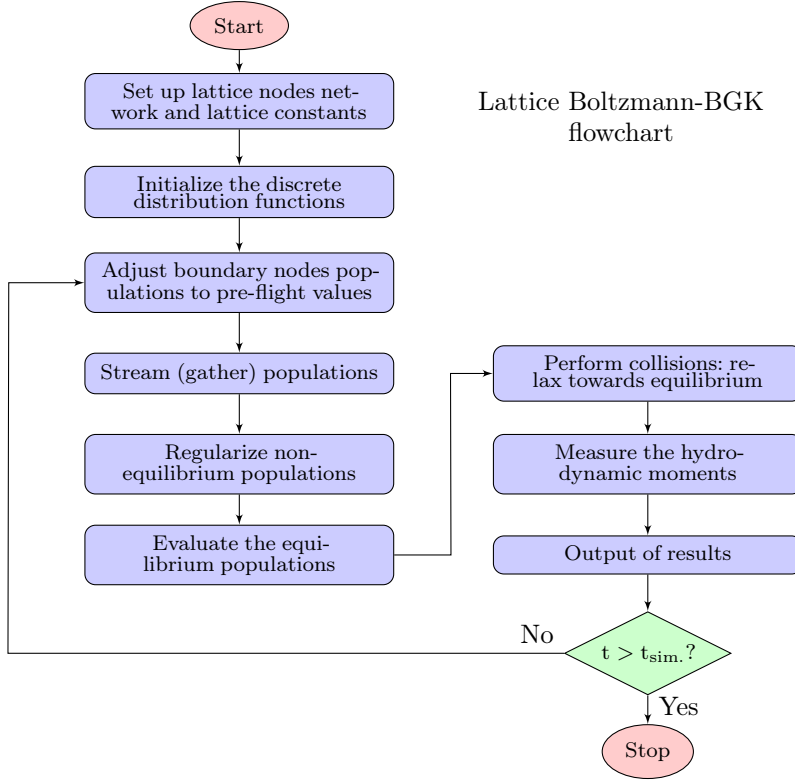 Start
Set up lattice nodes net-
work and lattice constants
Lattice Boltzmann-BGK
flowchart
Initialize the discrete
distribution functions
Adjust boundary nodes pop-
ulations to pre-flight values
Stream (gather) populations
Regularize non-
equilibrium populations
Evaluate the equi-
librium populations
Perform collisions: re-
lax towards equilibrium
Measure the hydro-
dynamic moments
Output of results
No
t > t_sim.?
Yes
Stop